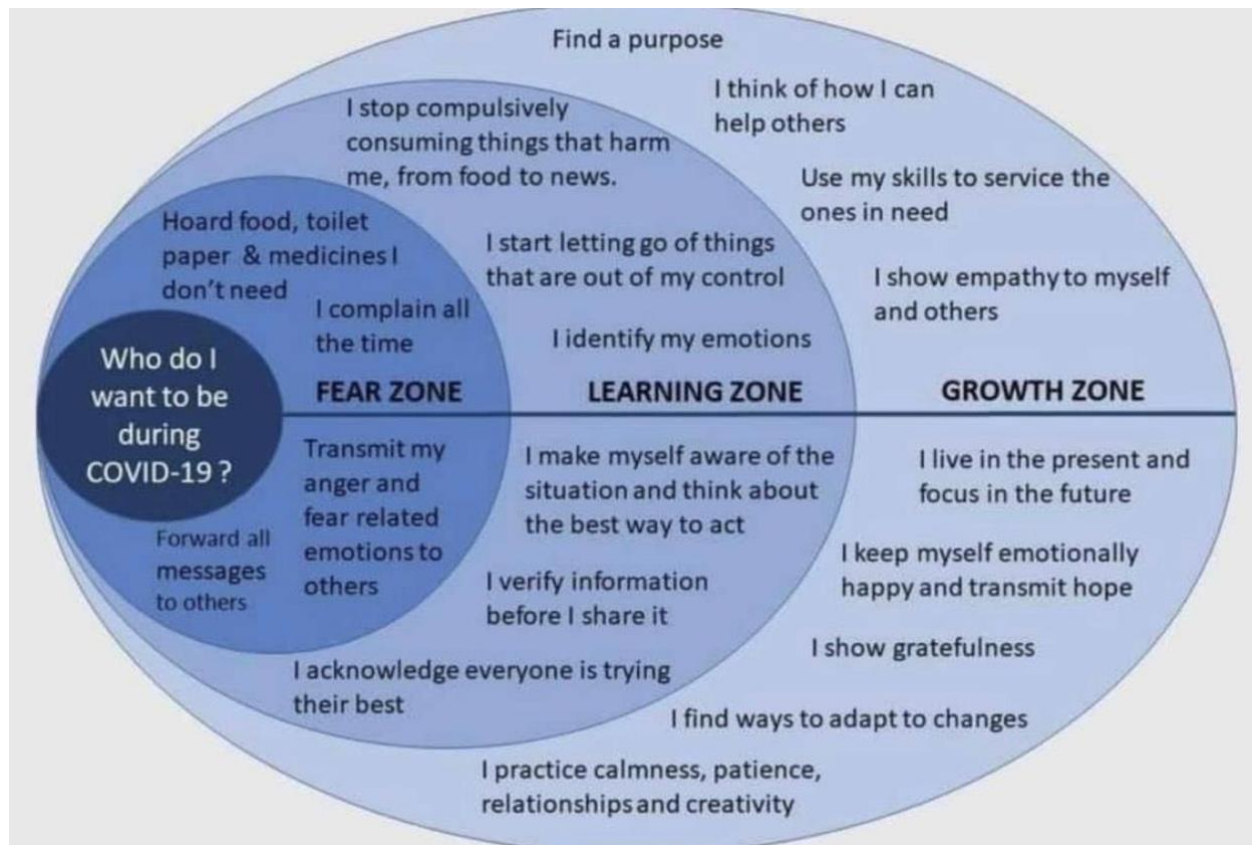 Find a purpose
I think of how I can
help others
Use my skills to service the
ones in need
I show empathy to myself
and others
I stop compulsively
consuming things that harm
me, from food to news.
I start letting go of things
that are out of my control
I identify my emotions
Hoard food, toilet
paper & medicines I
don't need
I complain all
the time
Who do I
want to be
during
COVID-19 ?
FEAR ZONE
LEARNING ZONE
GROWTH ZONE
Transmit my
anger and
fear related
emotions to
others
Forward all
messages
to others
I make myself aware of the
situation and think about
the best way to act
I verify information
before I share it
I acknowledge everyone is trying
their best
I live in the present and
focus in the future
I keep myself emotionally
happy and transmit hope
I show gratefulness
I find ways to adapt to changes
I practice calmness, patience,
relationships and creativity